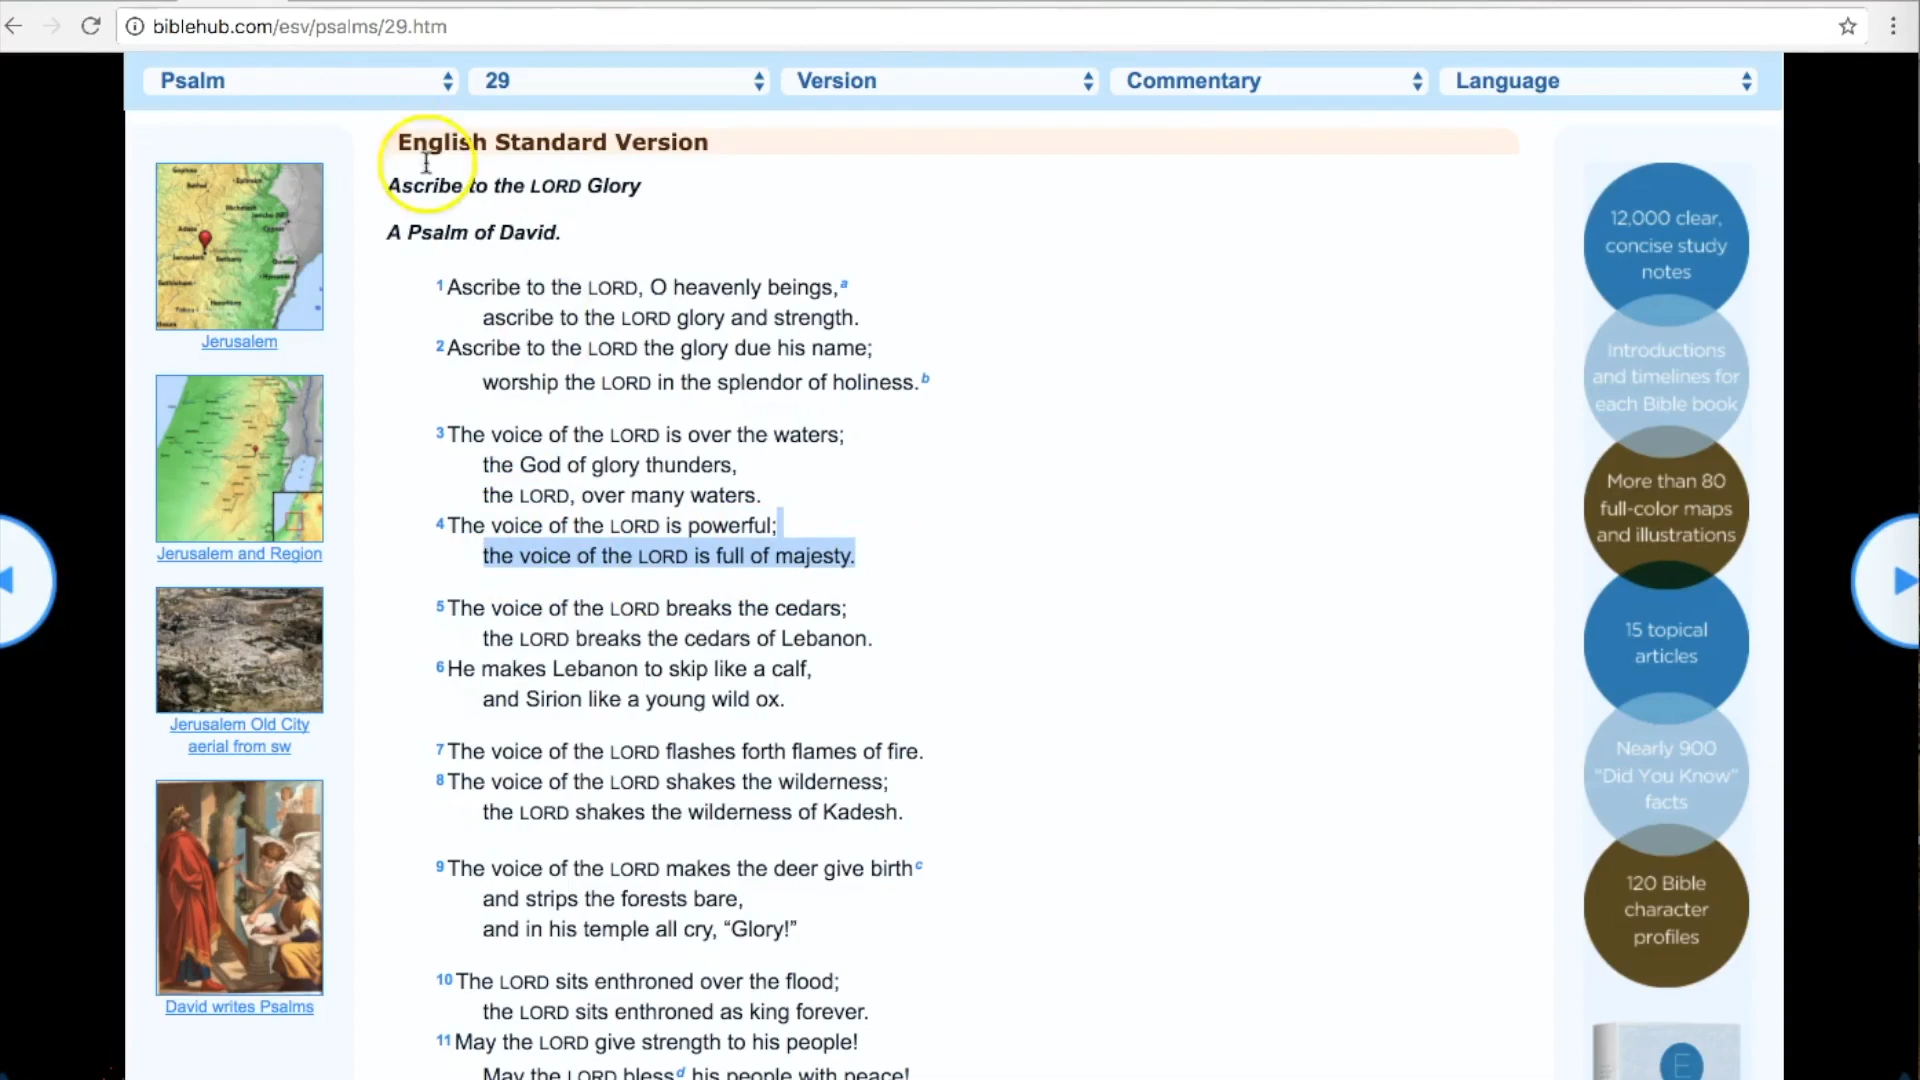 biblehub.com/esv/psalms/29.htm
Psalm
29
Version
Commentary
Language
English Standard Version
Ascribe to the LORD Glory
A Psalm of David.
1 Ascribe to the LORD, O heavenly beings,a
ascribe to the LORD glory and strength.
2 Ascribe to the LORD the glory due his name;
worship the LORD in the splendor of holiness.b
3 The voice of the LORD is over the waters;
the God of glory thunders,
the LORD, over many waters.
4 The voice of the LORD is powerful;
the voice of the LORD is full of majesty.
5 The voice of the LORD breaks the cedars;
the LORD breaks the cedars of Lebanon.
6 He makes Lebanon to skip like a calf,
and Sirion like a young wild ox.
7 The voice of the LORD flashes forth flames of fire.
8 The voice of the LORD shakes the wilderness;
the LORD shakes the wilderness of Kadesh.
9 The voice of the LORD makes the deer give birthc
and strips the forests bare,
and in his temple all cry, “Glory!”
10 The LORD sits enthroned over the flood;
the LORD sits enthroned as king forever.
11 May the LORD give strength to his people!
May the LORD blessd his people with peace!
Jerusalem
Jerusalem and Region
Jerusalem Old City
aerial from sw
David writes Psalms
12,000 clear,
concise study
notes
Introductions
and timelines for
each Bible book
More than 80
full-color maps
and illustrations
15 topical
articles
Nearly 900
“Did You Know”
facts
120 Bible
character
profiles
E